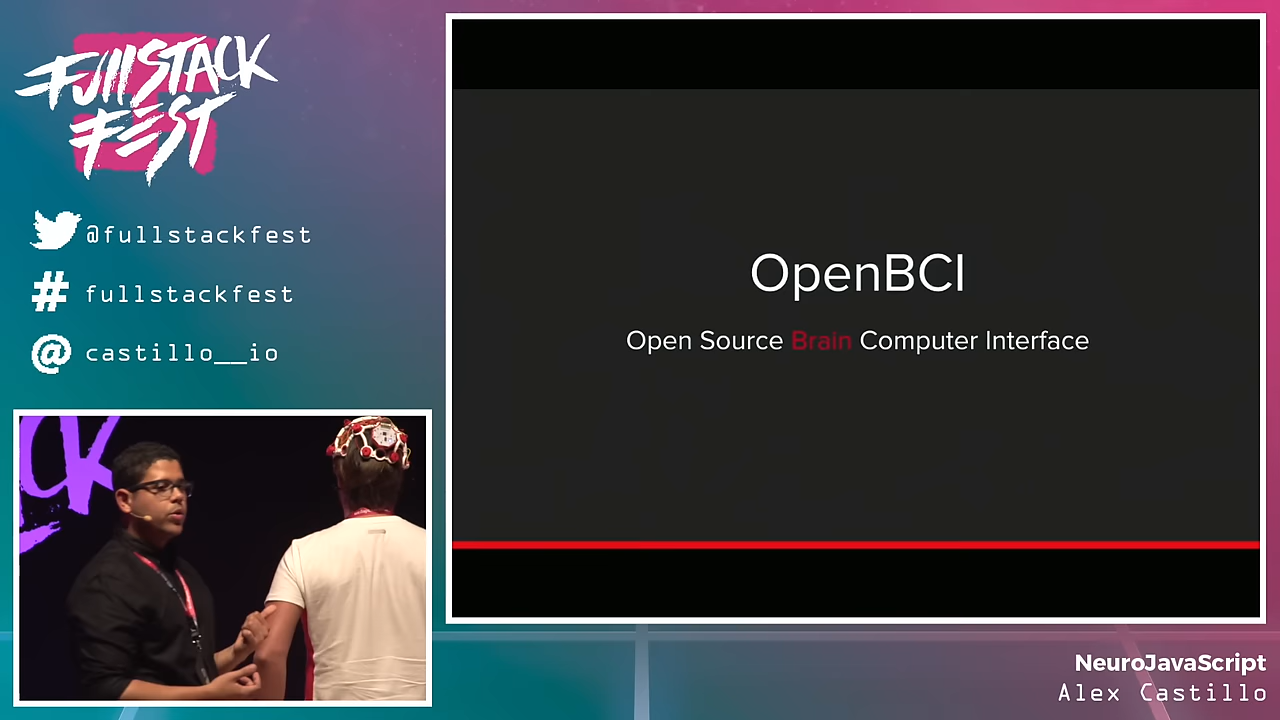 FullSTACK
FEST
@fullstackfest
# fullstackfest
@ castillo__io
OpenBCI
Open Source Brain Computer Interface
NeuroJavaScript
Alex Castillo